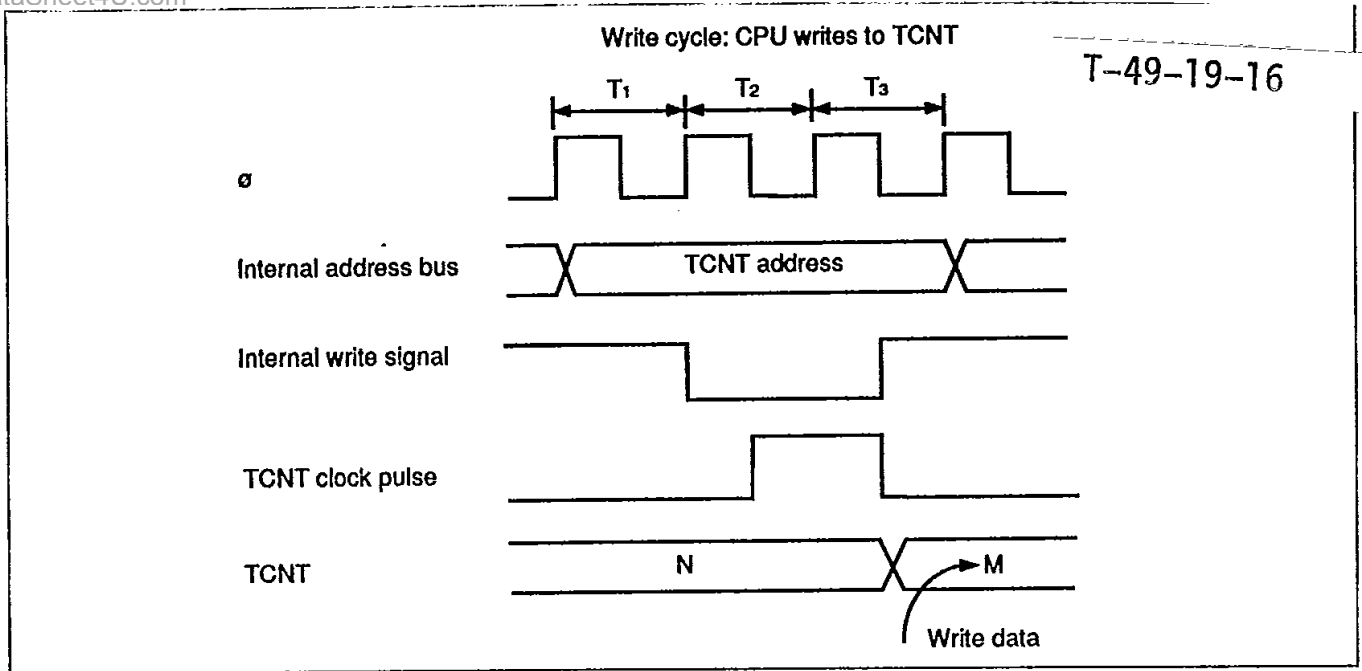 Write cycle: CPU writes to TCNT
T-49-19-16
T1 T2 T3
ø
Internal address bus
TCNT address
Internal write signal
TCNT clock pulse
TCNT
N
M
Write data